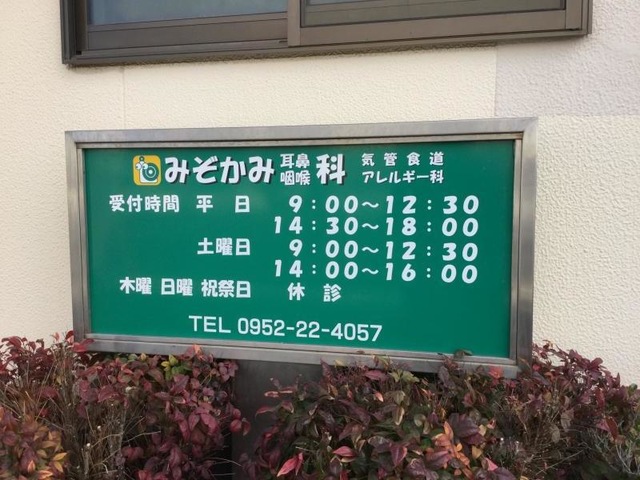 みぞかみ耳鼻咽喉科 気管食道アレルギー科
受付時間 平日 9:00～12:30
14:30～18:00
土曜日 9:00～12:30
14:00～16:00
木曜 日曜 祝祭日 休診
TEL 0952-22-4057